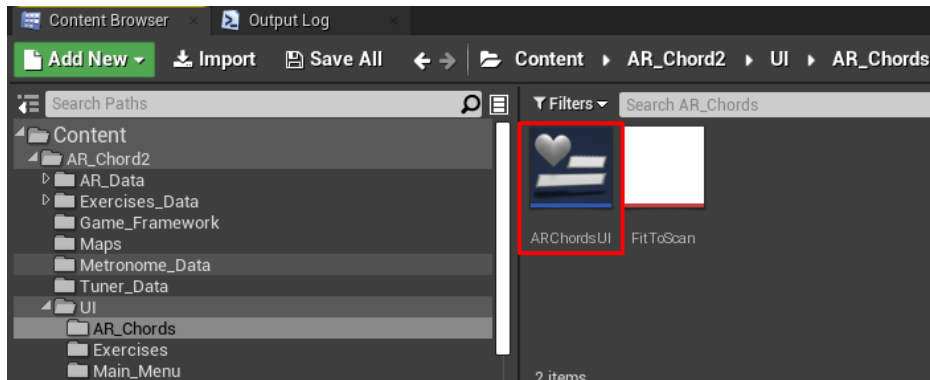 Content Browser
Output Log
Add New
Import
Save All
Content
AR_Chord2
UI
AR_Chords
Search Paths
Filters
Search AR_Chords
Content
AR_Chord2
AR_Data
Exercises_Data
Game_Framework
Maps
Metronome_Data
Tuner_Data
UI
AR_Chords
Exercises
Main_Menu
ARChordsUI
FitToScan
2 items